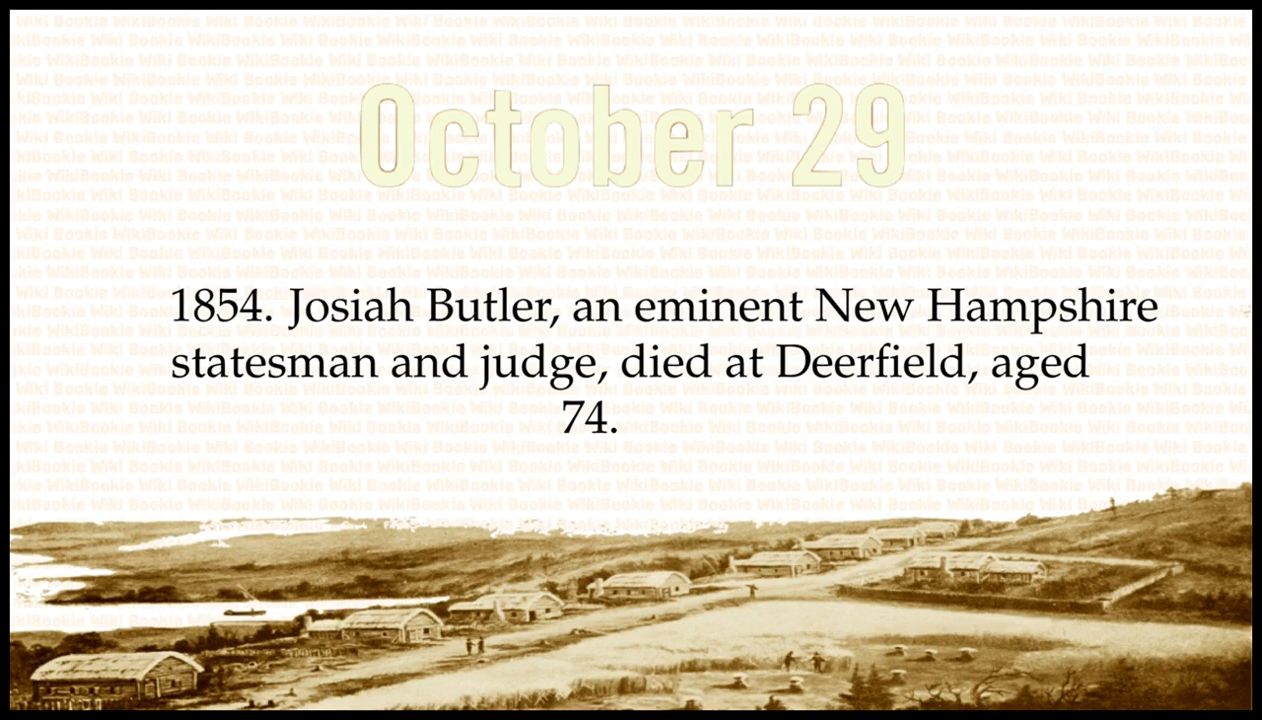 October 29
1854. Josiah Butler, an eminent New Hampshire
statesman and judge, died at Deerfield, aged
74.